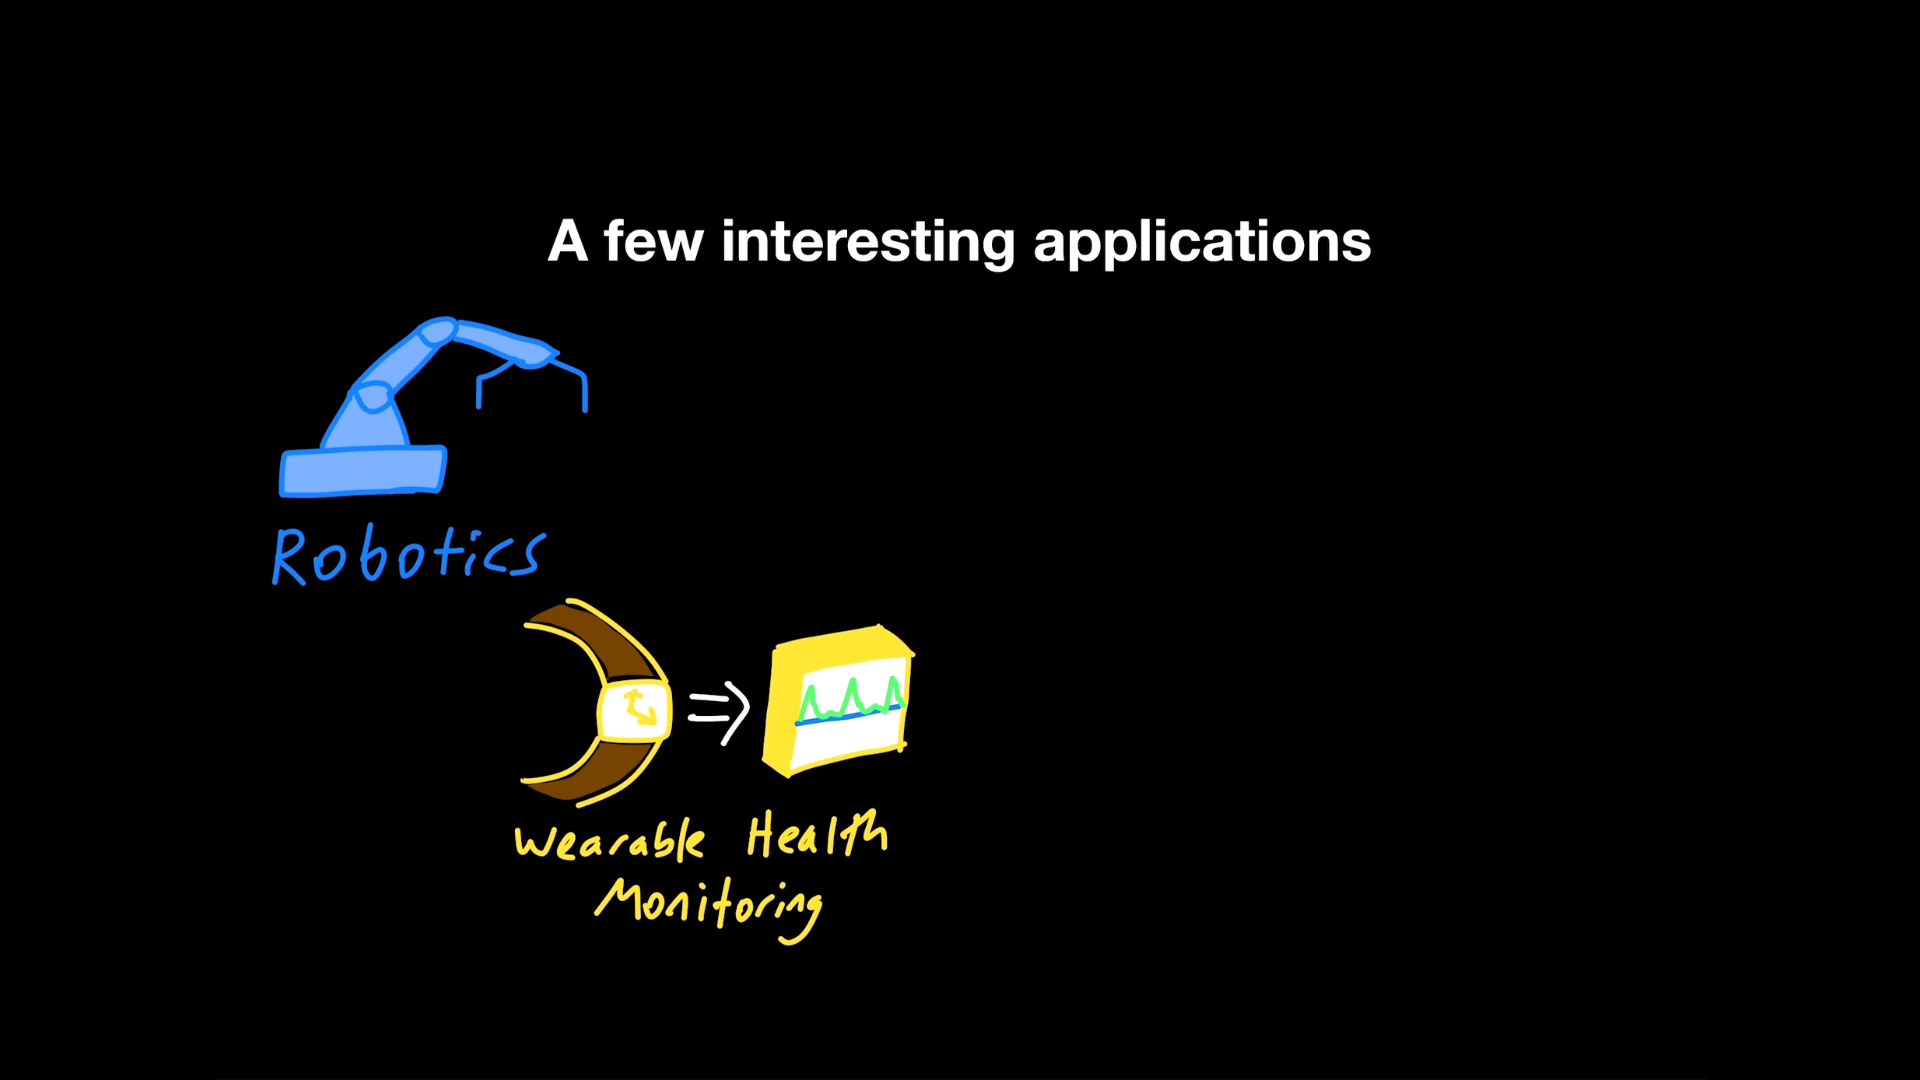 A few interesting applications
Robotics
Wearable Health
Monitoring